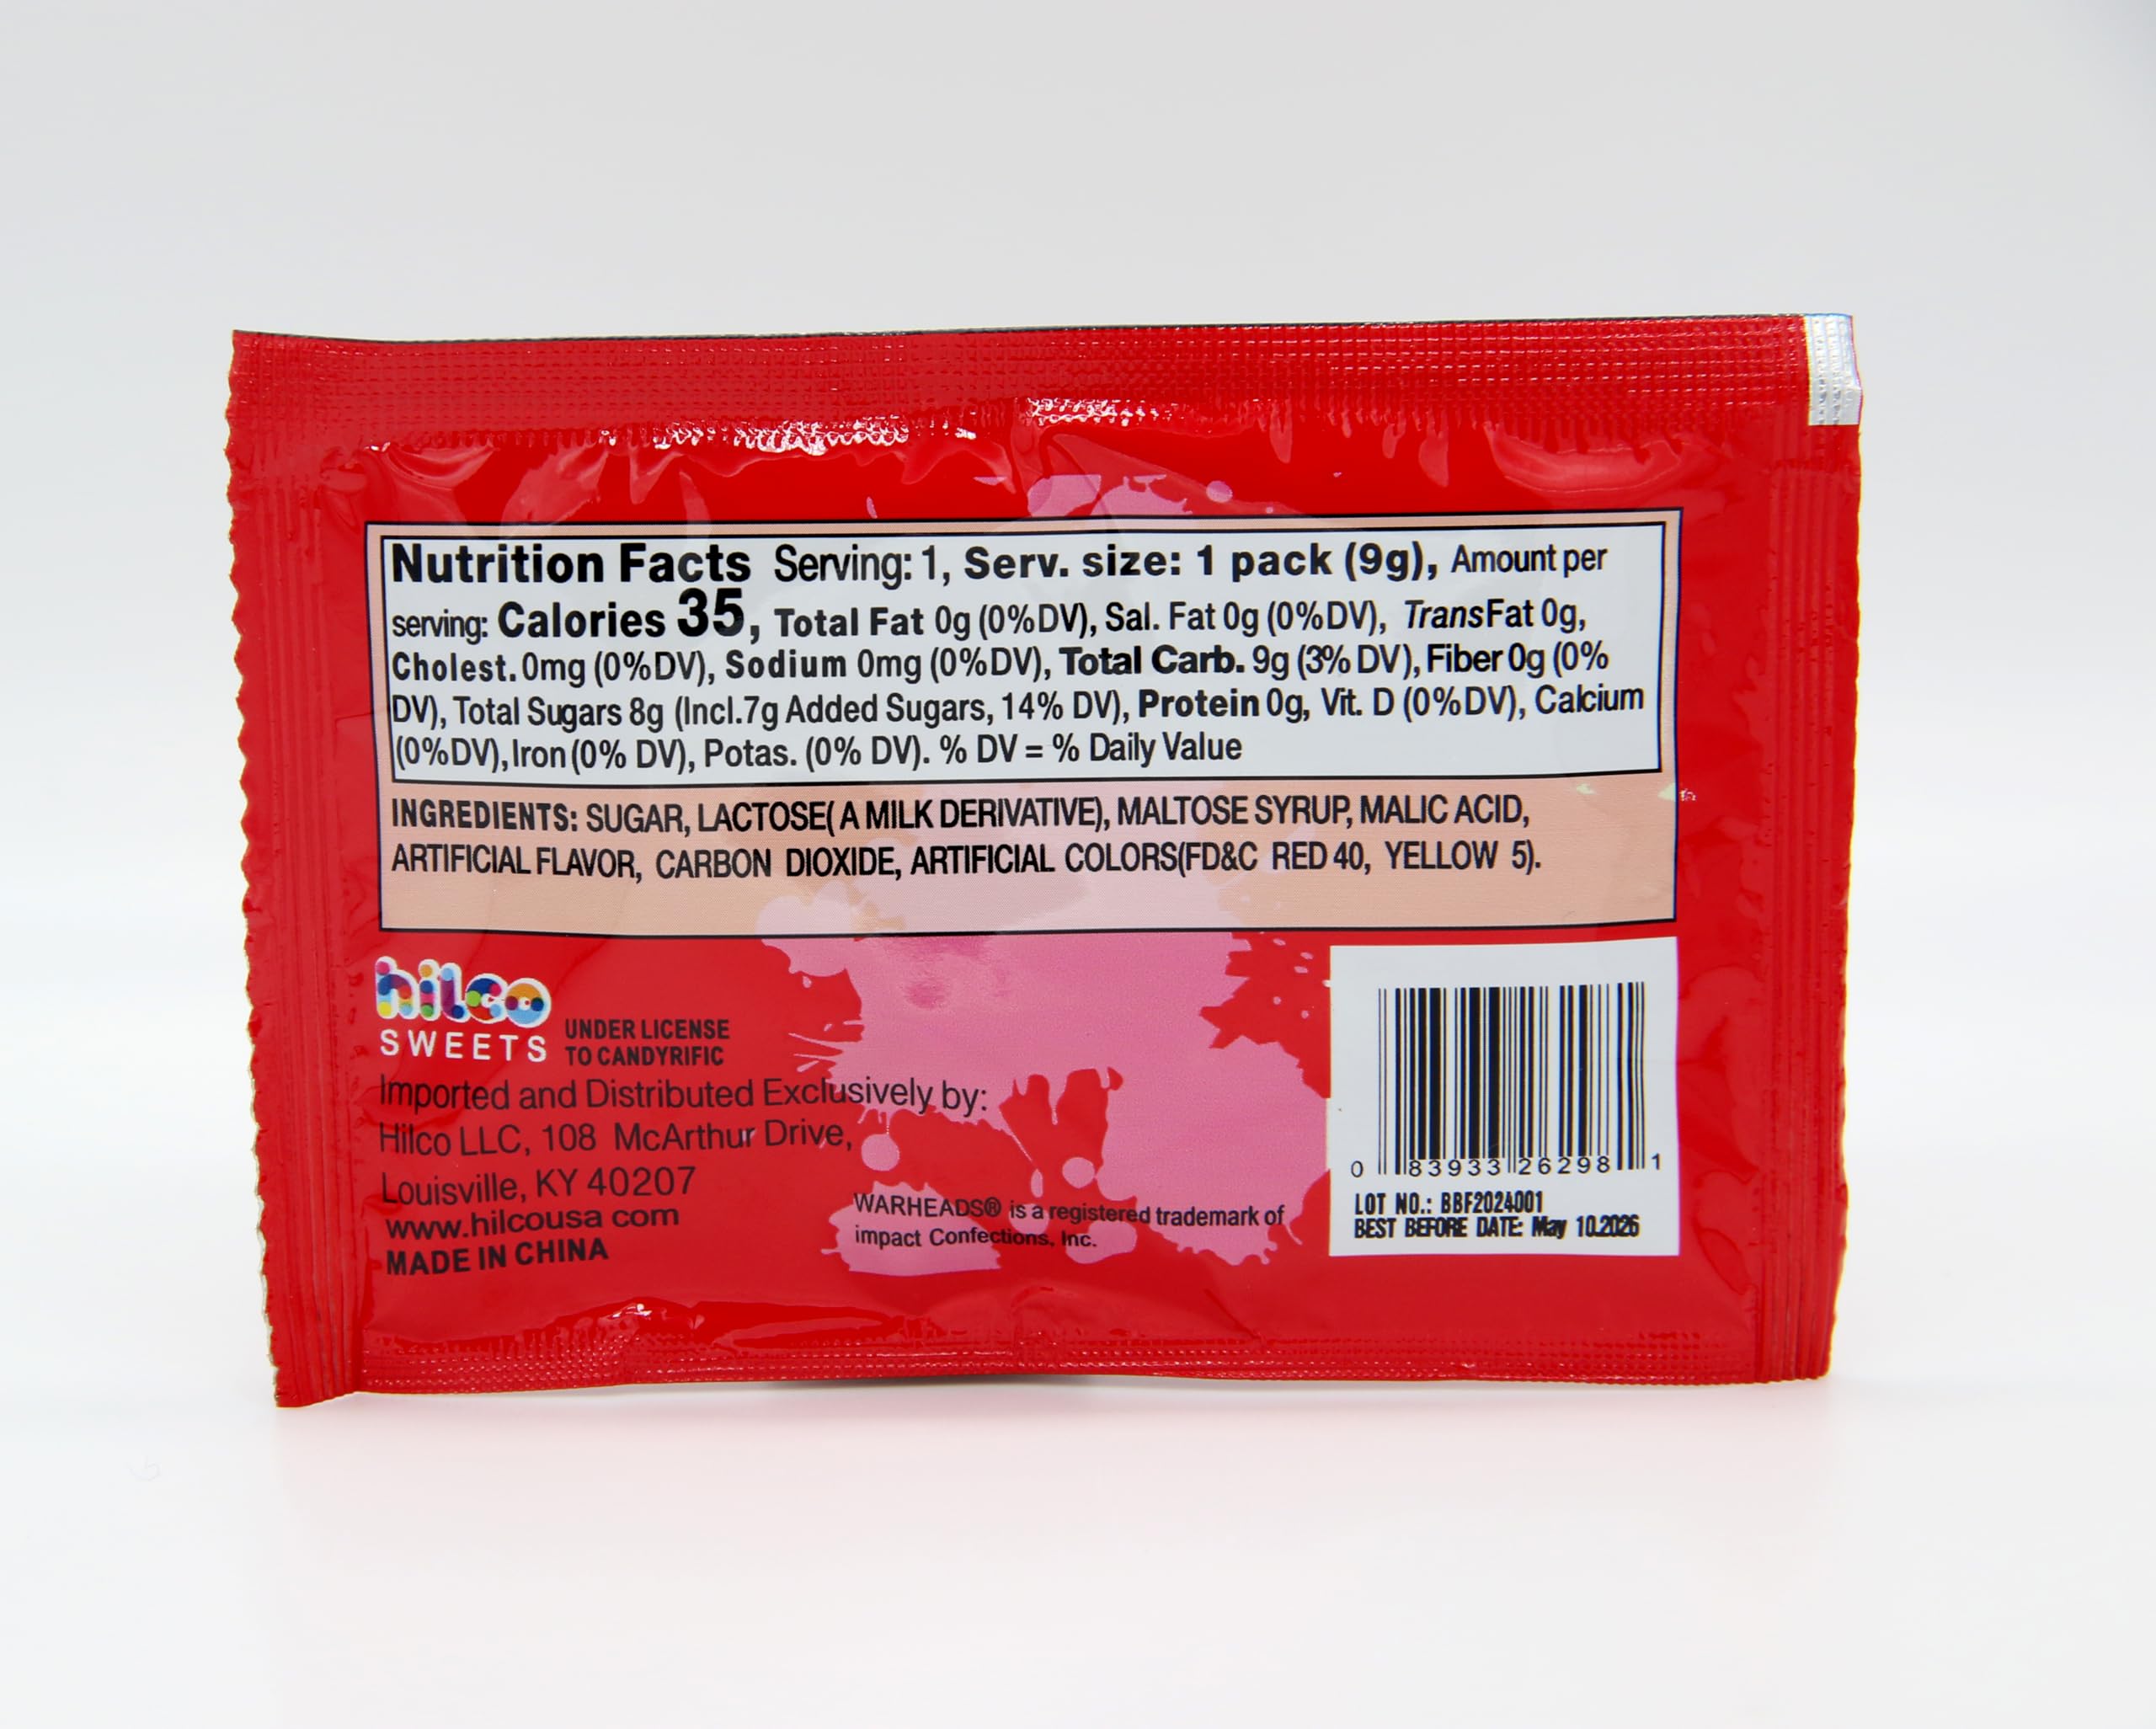 Nutrition Facts Serving: 1, Serv. size: 1 pack (9g), Amount per
serving: Calories 35, Total Fat 0g (0%DV), Sal. Fat 0g (0%DV), TransFat 0g,
Cholest. 0mg (0%DV), Sodium 0mg (0%DV), Total Carb. 9g (3% DV), Fiber 0g (0%
DV), Total Sugars 8g (Incl.7g Added Sugars, 14% DV), Protein 0g, Vit. D (0%DV), Calcium
(0%DV), Iron (0% DV), Potas. (0% DV). % DV = % Daily Value
INGREDIENTS: SUGAR, LACTOSE( A MILK DERIVATIVE), MALTOSE SYRUP, MALIC ACID,
ARTIFICIAL FLAVOR, CARBON DIOXIDE, ARTIFICIAL COLORS(FD&C RED 40, YELLOW 5).
hilco
SWEETS
UNDER LICENSE
TO CANDYRIFIC
Imported and Distributed Exclusively by:
Hilco LLC, 108 McArthur Drive,
Louisville, KY 40207
www.hilcousa com
MADE IN CHINA
WARHEADS® is a registered trademark of
impact Confections, Inc.
0 83933 26298 1
LOT NO.: BBF2024001
BEST BEFORE DATE: May 10.2026